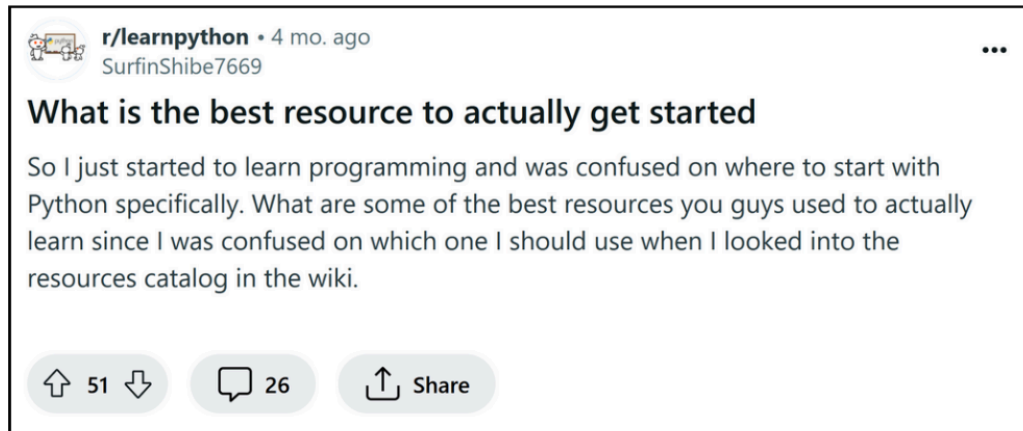 r/learnpython • 4 mo. ago
SurfinShibe7669
What is the best resource to actually get started
So I just started to learn programming and was confused on where to start with
Python specifically. What are some of the best resources you guys used to actually
learn since I was confused on which one I should use when I looked into the
resources catalog in the wiki.
51
26
Share